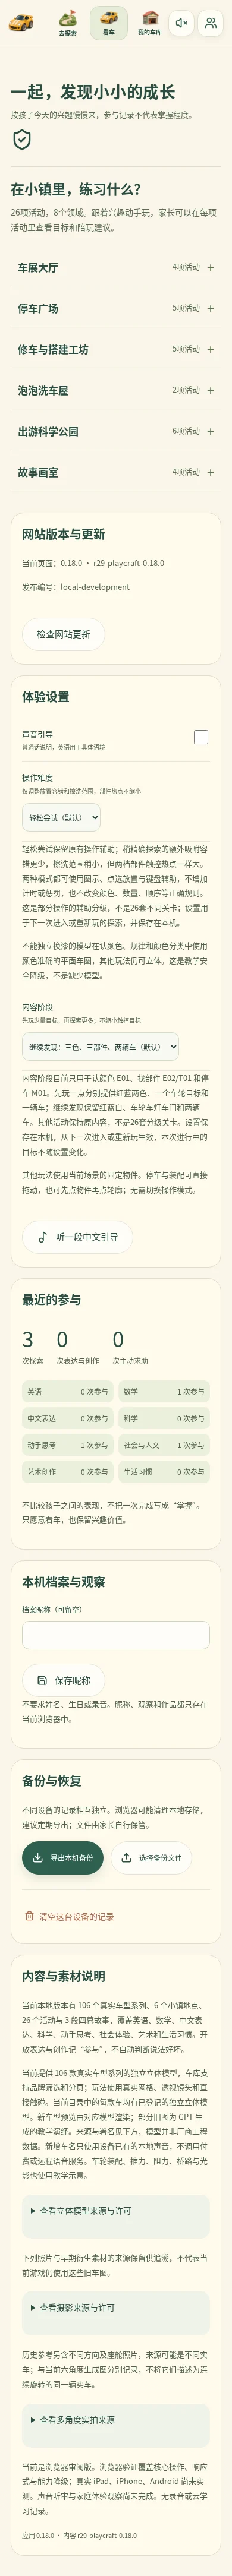 去探索
看车
我的车库
一起，发现小小的成长
按孩子今天的兴趣慢慢来，参与记录不代表掌握程度。
在小镇里，练习什么？
26项活动，8个领域。跟着兴趣动手玩，家长可以在每项
活动里查看目标和陪玩建议。
车展大厅 4项活动 +
停车广场 5项活动 +
修车与搭建工坊 5项活动 +
泡泡洗车屋 2项活动 +
出游科学公园 6项活动 +
故事画室 4项活动 +
网站版本与更新
当前页面：0.18.0 · r29-playcraft-0.18.0
发布编号：local-development
检查网站更新
体验设置
声音引导
普通话说明，英语用于具体语境
操作难度
仅调整放置容错和擦洗范围，部件热点不缩小
轻松尝试（默认）
轻松尝试保留原有操作辅助；稍精确探索的额外吸附容
错更少，擦洗范围稍小，但两档部件触控热点一样大。
两种模式都可使用图示、点选放置与键盘辅助，不增加
计时或惩罚，也不改变颜色、数量、顺序等正确规则。
这是部分操作的辅助分级，不是26套不同关卡；设置用
于下一次进入或重新玩的探索，并保存在本机。
不能独立换漆的模型在认颜色、规律和颜色分类中使用
颜色准确的平面车图，其他玩法仍可立体。这是教学安
全降级，不是缺少模型。
内容阶段
先玩少量目标，再探索更多；不缩小触控目标
继续发现：三色、三部件、两辆车（默认）
内容阶段目前只用于认颜色 E01、找部件 E02/T01 和停
车 M01。先玩一点分别提供红蓝两色、一个车轮目标和
一辆车；继续发现保留红蓝白、车轮车灯车门和两辆
车。其他活动保持原内容，不是26套分级关卡。设置保
存在本机，从下一次进入或重新玩生效，本次进行中的
目标不随设置变化。
其他玩法使用当前场景的固定物件。停车与装配可直接
拖动，也可先点物件再点轮廓；无需切换操作模式。
听一段中文引导
最近的参与
3 0 0
次探索 次表达与创作 次主动求助
英语 0 次参与 数学 1 次参与
中文表达 0 次参与 科学 0 次参与
动手思考 1 次参与 社会与人文 1 次参与
艺术创作 0 次参与 生活习惯 0 次参与
不比较孩子之间的表现，不把一次完成写成“掌握”。
只愿意看车，也保留兴趣价值。
本机档案与观察
档案昵称（可留空）
保存昵称
不要求姓名、生日或录音。昵称、观察和作品都只存在
当前浏览器中。
备份与恢复
不同设备的记录相互独立。浏览器可能清理本地存储，
建议定期导出；文件由家长自行保管。
导出本机备份
选择备份文件
清空这台设备的记录
内容与素材说明
当前本地版本有 106 个真实车型系列、6 个小镇地点、
26 个活动与 3 段四幕故事，覆盖英语、数学、中文表
达、科学、动手思考、社会体验、艺术和生活习惯。开
放表达与创作记“参与”，不自动判断说法好坏。
当前提供 106 款真实车型系列的独立立体模型，车库支
持品牌筛选和分页；玩法使用真实网格、透视镜头和直
接触碰。当前目录中的每款车均有已登记的独立立体模
型。新车型预览由对应模型渲染；部分旧图为 GPT 生
成的教学演绎。来源与署名见下方，模型并非厂商工程
数据。新增车名只使用设备已有的本地声音，不调用付
费或远程语音服务。车轮装配、推力、阻力、桥路与光
影也使用教学示意。
▶ 查看立体模型来源与许可
下列照片与早期衍生素材的来源保留供追溯，不代表当
前游戏仍使用这些旧车图。
▶ 查看摄影来源与许可
历史参考另含不同方向及座舱照片，来源可能是不同实
车；与当前六角度生成图分别记录，不将它们描述为连
续旋转的同一辆实车。
▶ 查看多角度实拍来源
当前是浏览器审阅版。浏览器验证覆盖核心操作、响应
式与能力降级；真实 iPad、iPhone、Android 尚未实
测。声音听审与家庭体验观察尚未完成。无录音或云学
习记录。
应用 0.18.0 · 内容 r29-playcraft-0.18.0